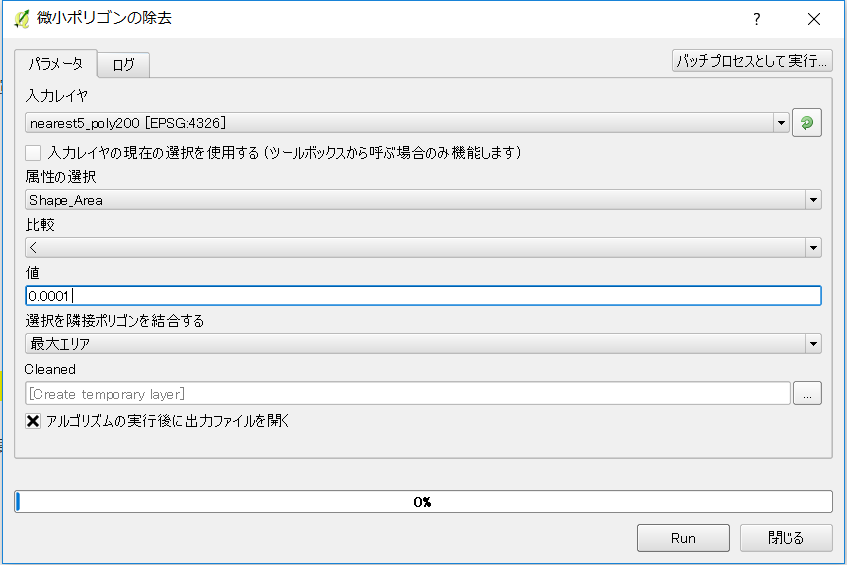 微小ポリゴンの除去
パラメータ
ログ
バッチプロセスとして実行...
入力レイヤ
nearest5_poly200 [EPSG:4326]
入力レイヤの現在の選択を使用する (ツールボックスから呼ぶ場合のみ機能します)
属性の選択
Shape_Area
比較
<
値
0.0001
選択を隣接ポリゴンを結合する
最大エリア
Cleaned
[Create temporary layer]
...
アルゴリズムの実行後に出力ファイルを開く
0%
Run
閉じる